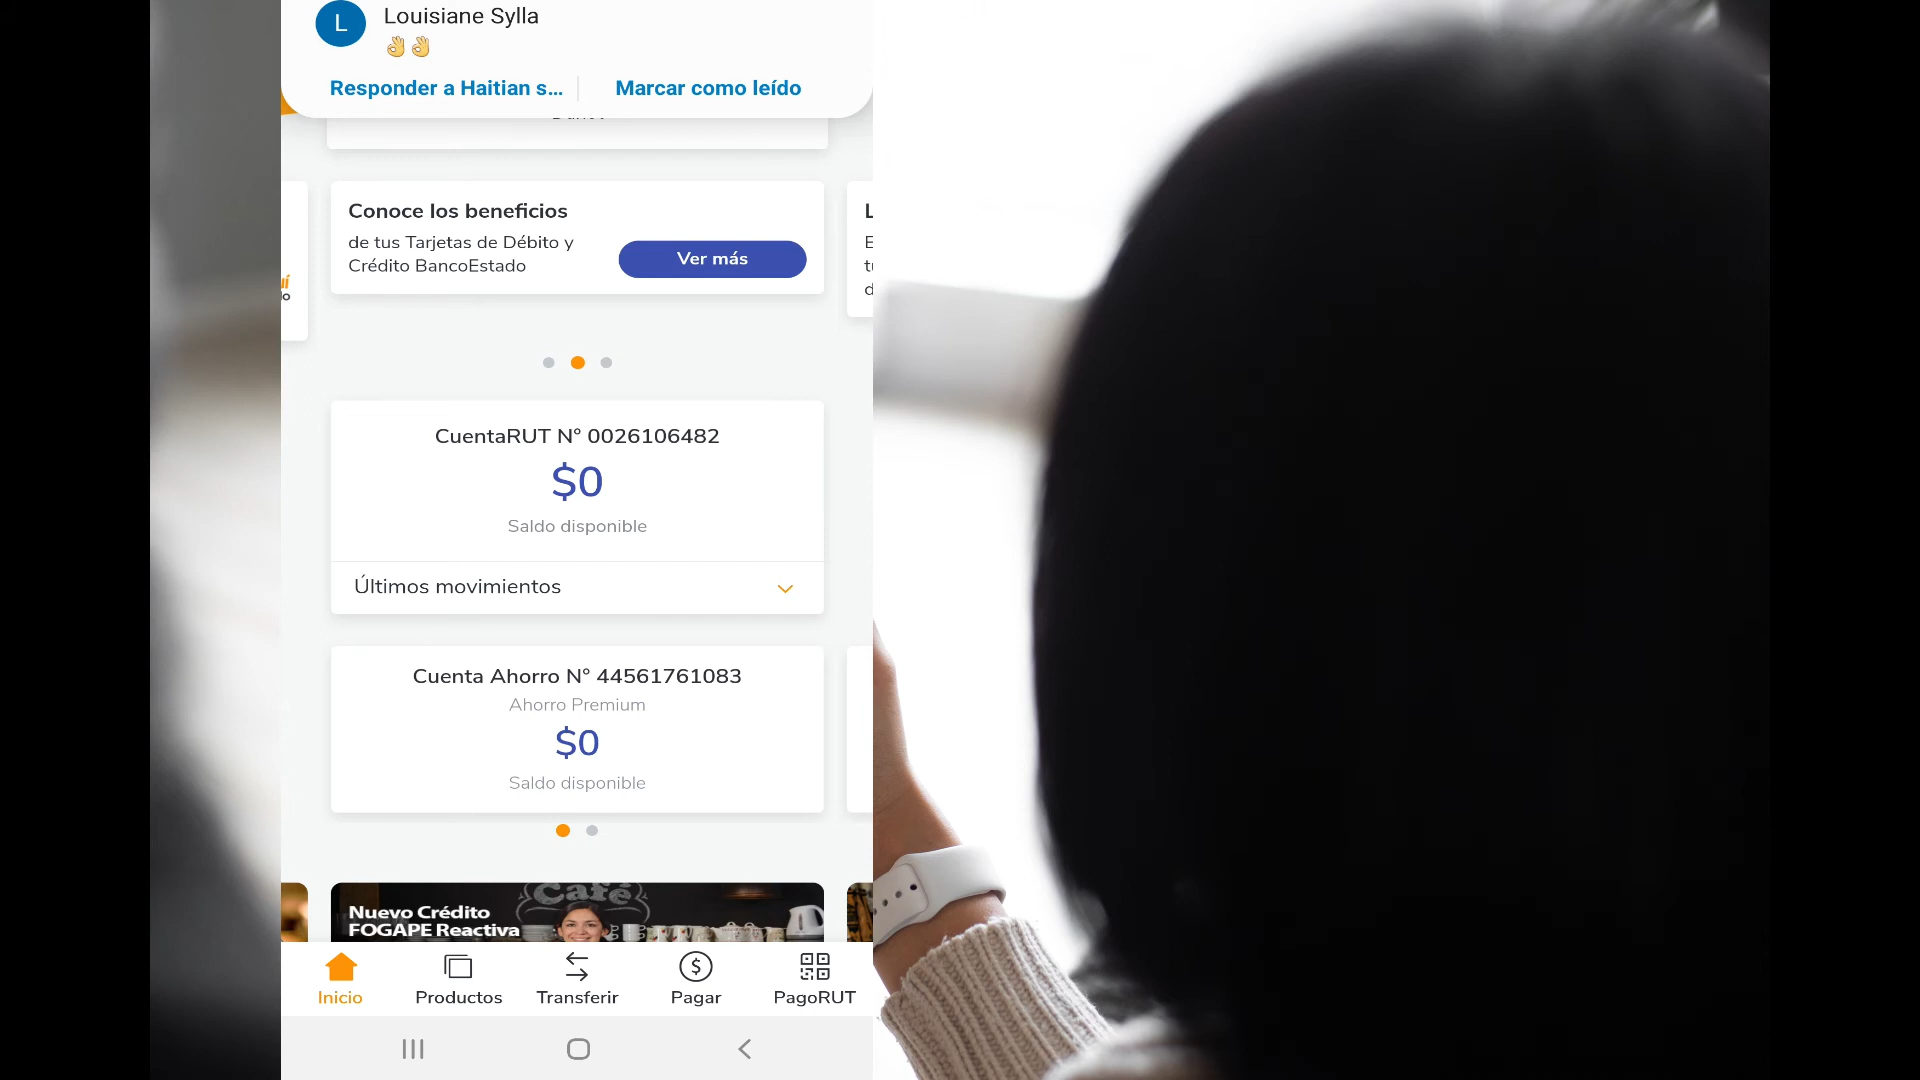 L
Louisiane Sylla
👌👌
Responder a Haitian s...
Marcar como leído
Conoce los beneficios
de tus Tarjetas de Débito y
Crédito BancoEstado
Ver más
CuentaRUT N° 0026106482
$0
Saldo disponible
Últimos movimientos
Cuenta Ahorro N° 44561761083
Ahorro Premium
$0
Saldo disponible
Café
Nuevo Crédito
FOGAPE Reactiva
Inicio
Productos
Transferir
Pagar
PagoRUT